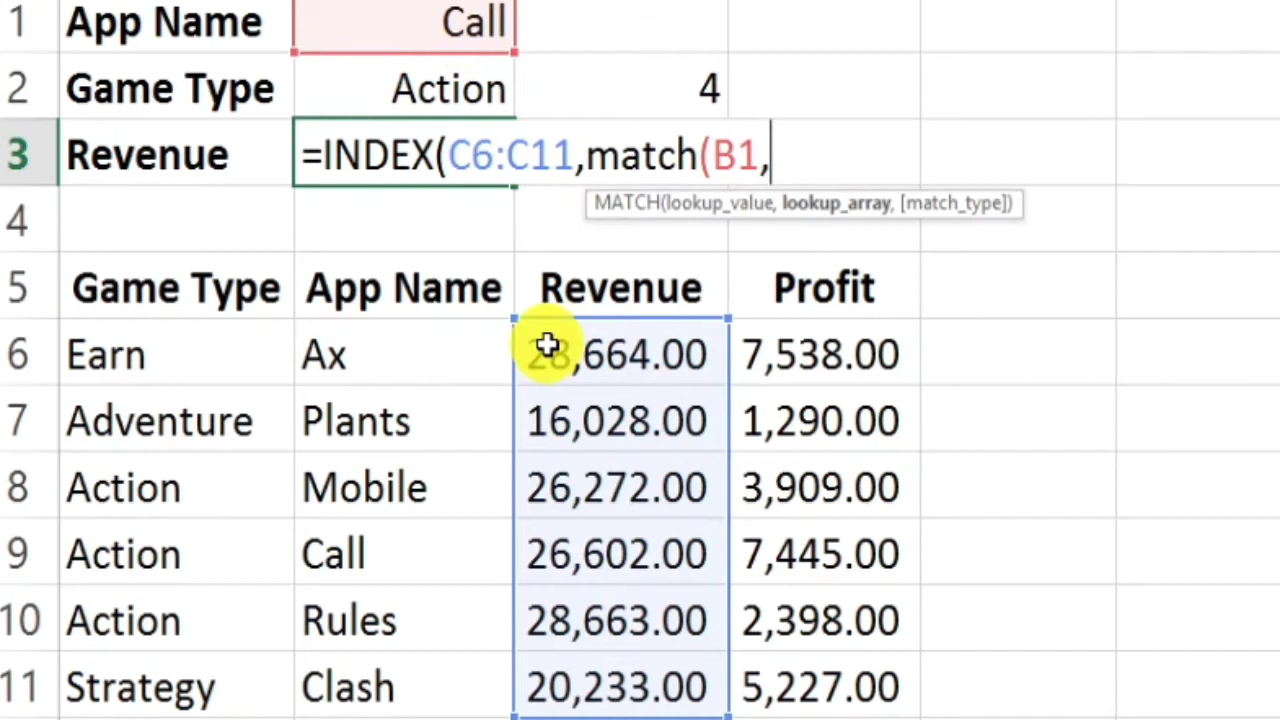 1 App Name Call
2 Game Type Action 4
3 Revenue =INDEX(C6:C11,match(B1,
MATCH(lookup_value, lookup_array, [match_type])
4
5 Game Type App Name Revenue Profit
6 Earn Ax 28,664.00 7,538.00
7 Adventure Plants 16,028.00 1,290.00
8 Action Mobile 26,272.00 3,909.00
9 Action Call 26,602.00 7,445.00
10 Action Rules 28,663.00 2,398.00
11 Strategy Clash 20,233.00 5,227.00